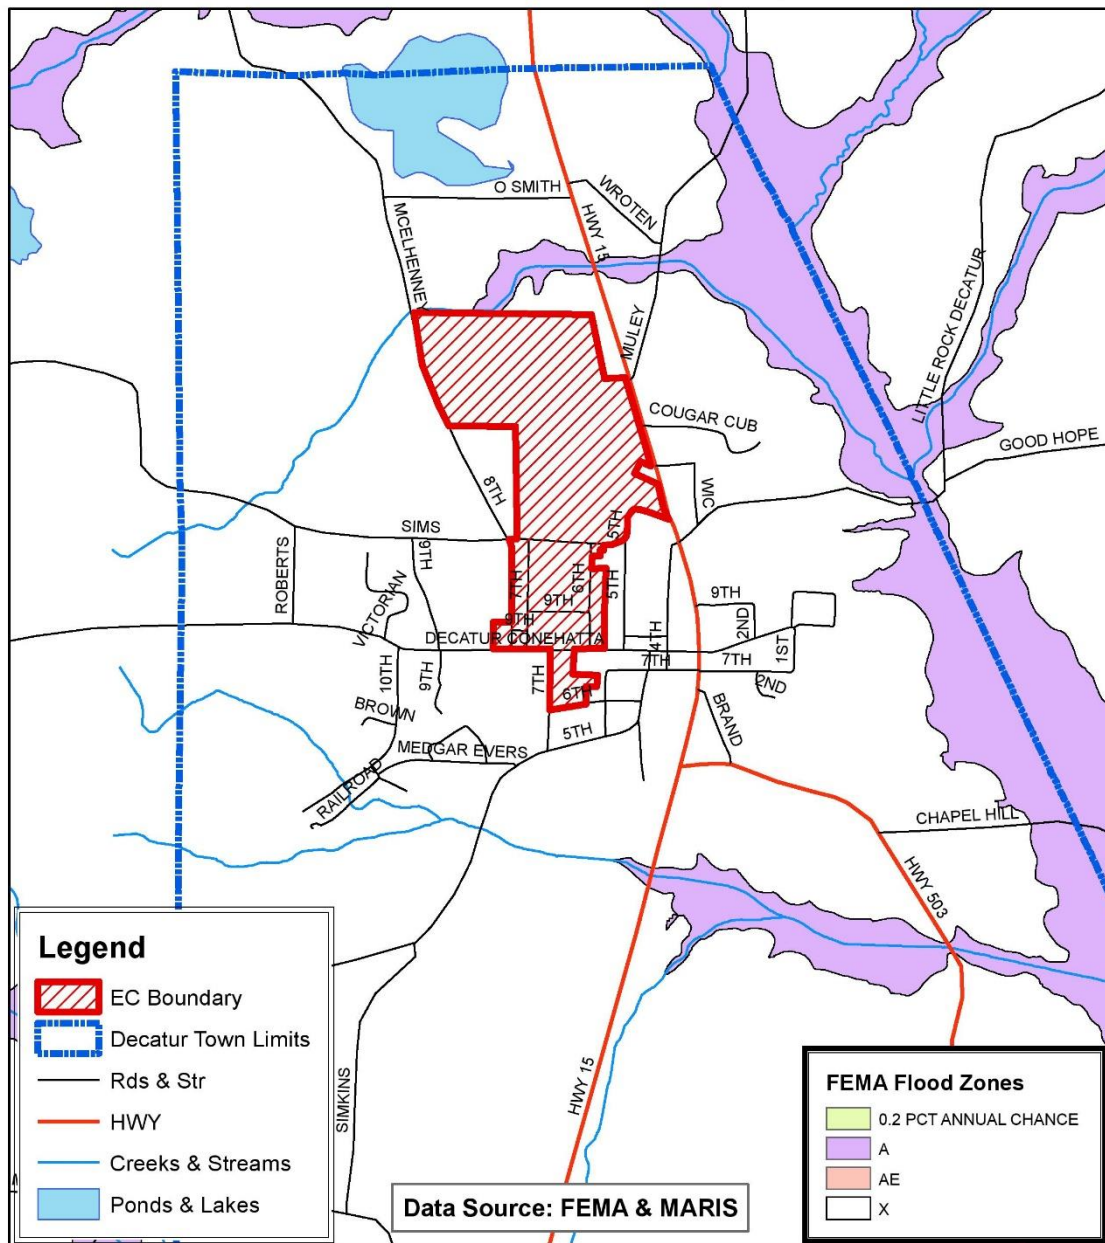 O SMITH
WROTEN
HWY 15
MCELHENNEY
MULEY
LITTLE ROCK DECATUR
COUGAR CUB
GOOD HOPE
8TH
WIC
SIMS
5TH
9TH
ROBERTS
VICTORIAN
7TH
6TH
5TH
9TH
9TH
9TH
2ND
DECATUR CONEHATTA
4TH
1ST
10TH
9TH
7TH
7TH
7TH
2ND
6TH
BROWN
5TH
BRAND
MEDGAR EVERS
RAILROAD
CHAPEL HILL
HWY 503
HWY 15
SIMKINS
Legend
EC Boundary
Decatur Town Limits
Rds & Str
HWY
Creeks & Streams
Ponds & Lakes
Data Source: FEMA & MARIS
FEMA Flood Zones
0.2 PCT ANNUAL CHANCE
A
AE
X